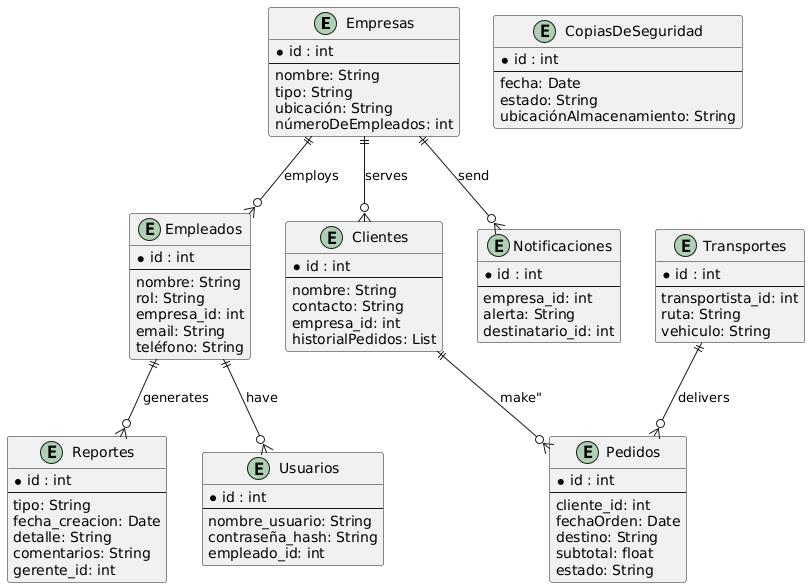 E Empresas
* id : int
nombre: String
tipo: String
ubicación: String
númeroDeEmpleados: int
E CopiasDeSeguridad
* id : int
fecha: Date
estado: String
ubicaciónAlmacenamiento: String
employs
serves
send
E Empleados
* id : int
nombre: String
rol: String
empresa_id: int
email: String
teléfono: String
E Clientes
* id : int
nombre: String
contacto: String
empresa_id: int
historialPedidos: List
E Notificaciones
* id : int
empresa_id: int
alerta: String
destinatario_id: int
E Transportes
* id : int
transportista_id: int
ruta: String
vehiculo: String
generates
have
make"
delivers
E Reportes
* id : int
tipo: String
fecha_creacion: Date
detalle: String
comentarios: String
gerente_id: int
E Usuarios
* id : int
nombre_usuario: String
contraseña_hash: String
empleado_id: int
E Pedidos
* id : int
cliente_id: int
fechaOrden: Date
destino: String
subtotal: float
estado: String